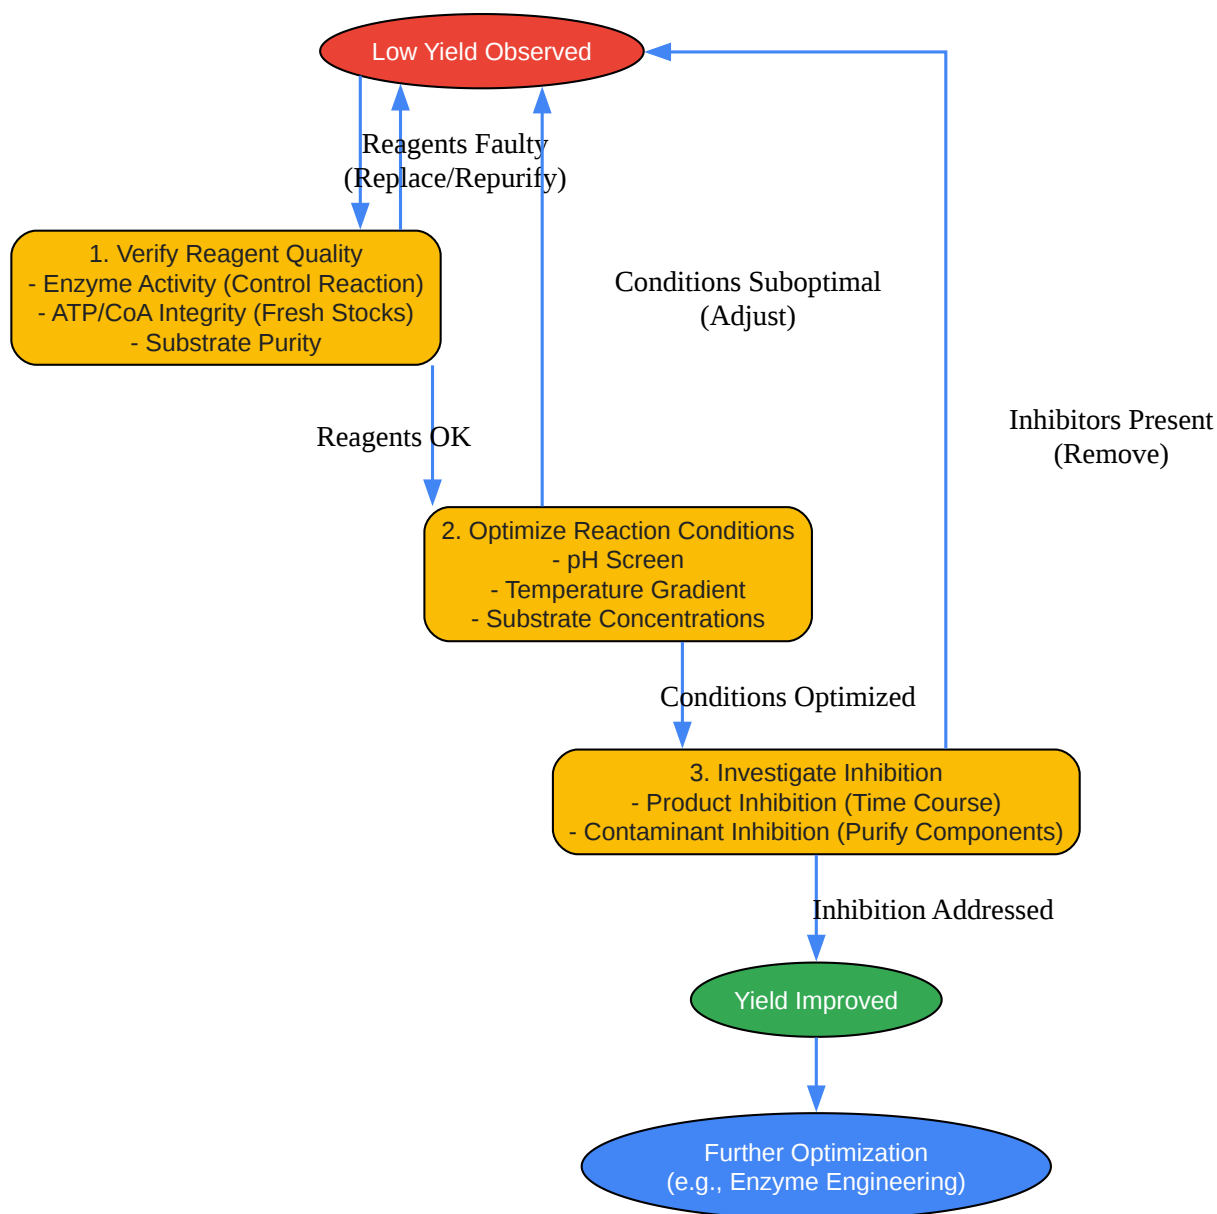 Low Yield Observed
Reagents Faulty
(Replace/Repurify)
1. Verify Reagent Quality
- Enzyme Activity (Control Reaction)
- ATP/CoA Integrity (Fresh Stocks)
- Substrate Purity
Conditions Suboptimal
(Adjust)
Reagents OK
Inhibitors Present
(Remove)
2. Optimize Reaction Conditions
- pH Screen
- Temperature Gradient
- Substrate Concentrations
Conditions Optimized
3. Investigate Inhibition
- Product Inhibition (Time Course)
- Contaminant Inhibition (Purify Components)
Inhibition Addressed
Yield Improved
Further Optimization
(e.g., Enzyme Engineering)